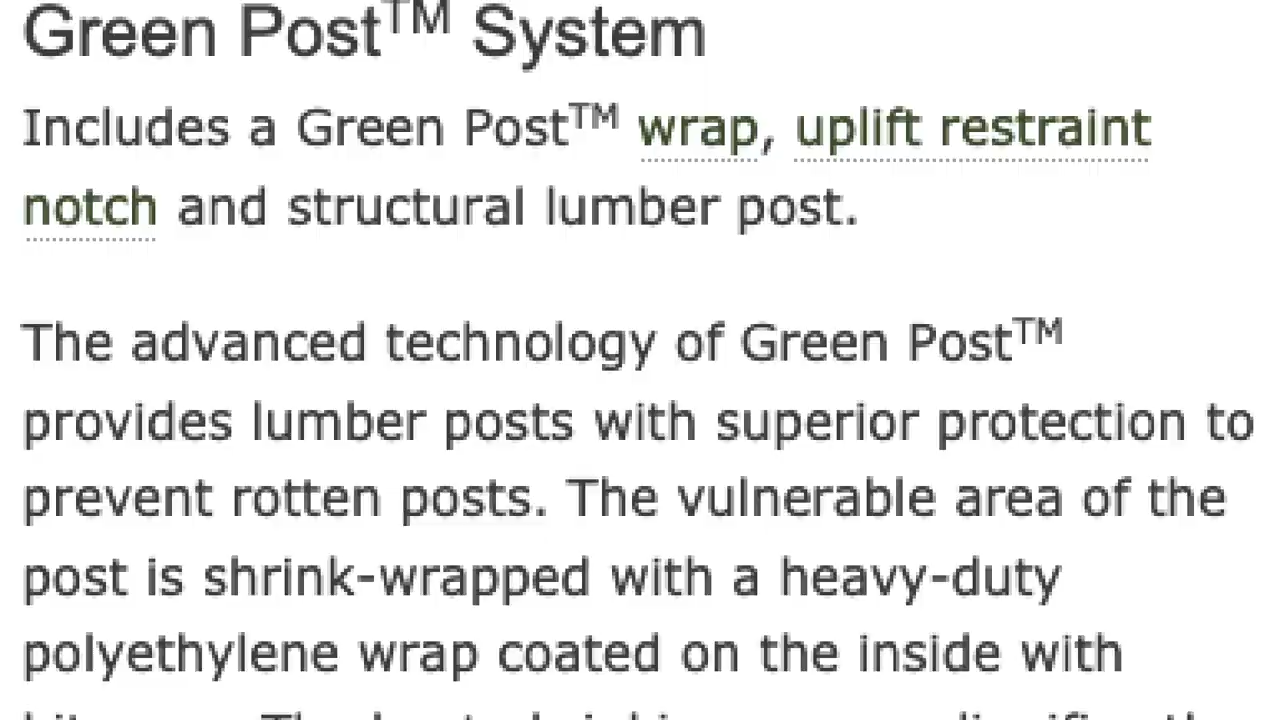 Green Post™ System
Includes a Green Post™ wrap, uplift restraint
notch and structural lumber post.
The advanced technology of Green Post™
provides lumber posts with superior protection to
prevent rotten posts. The vulnerable area of the
post is shrink-wrapped with a heavy-duty
polyethylene wrap coated on the inside with